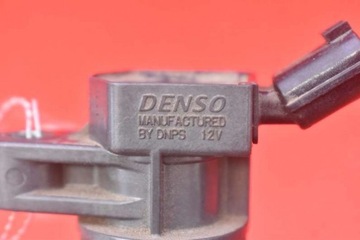 DENSO
MANUFACTURED
BY DNPS 12V